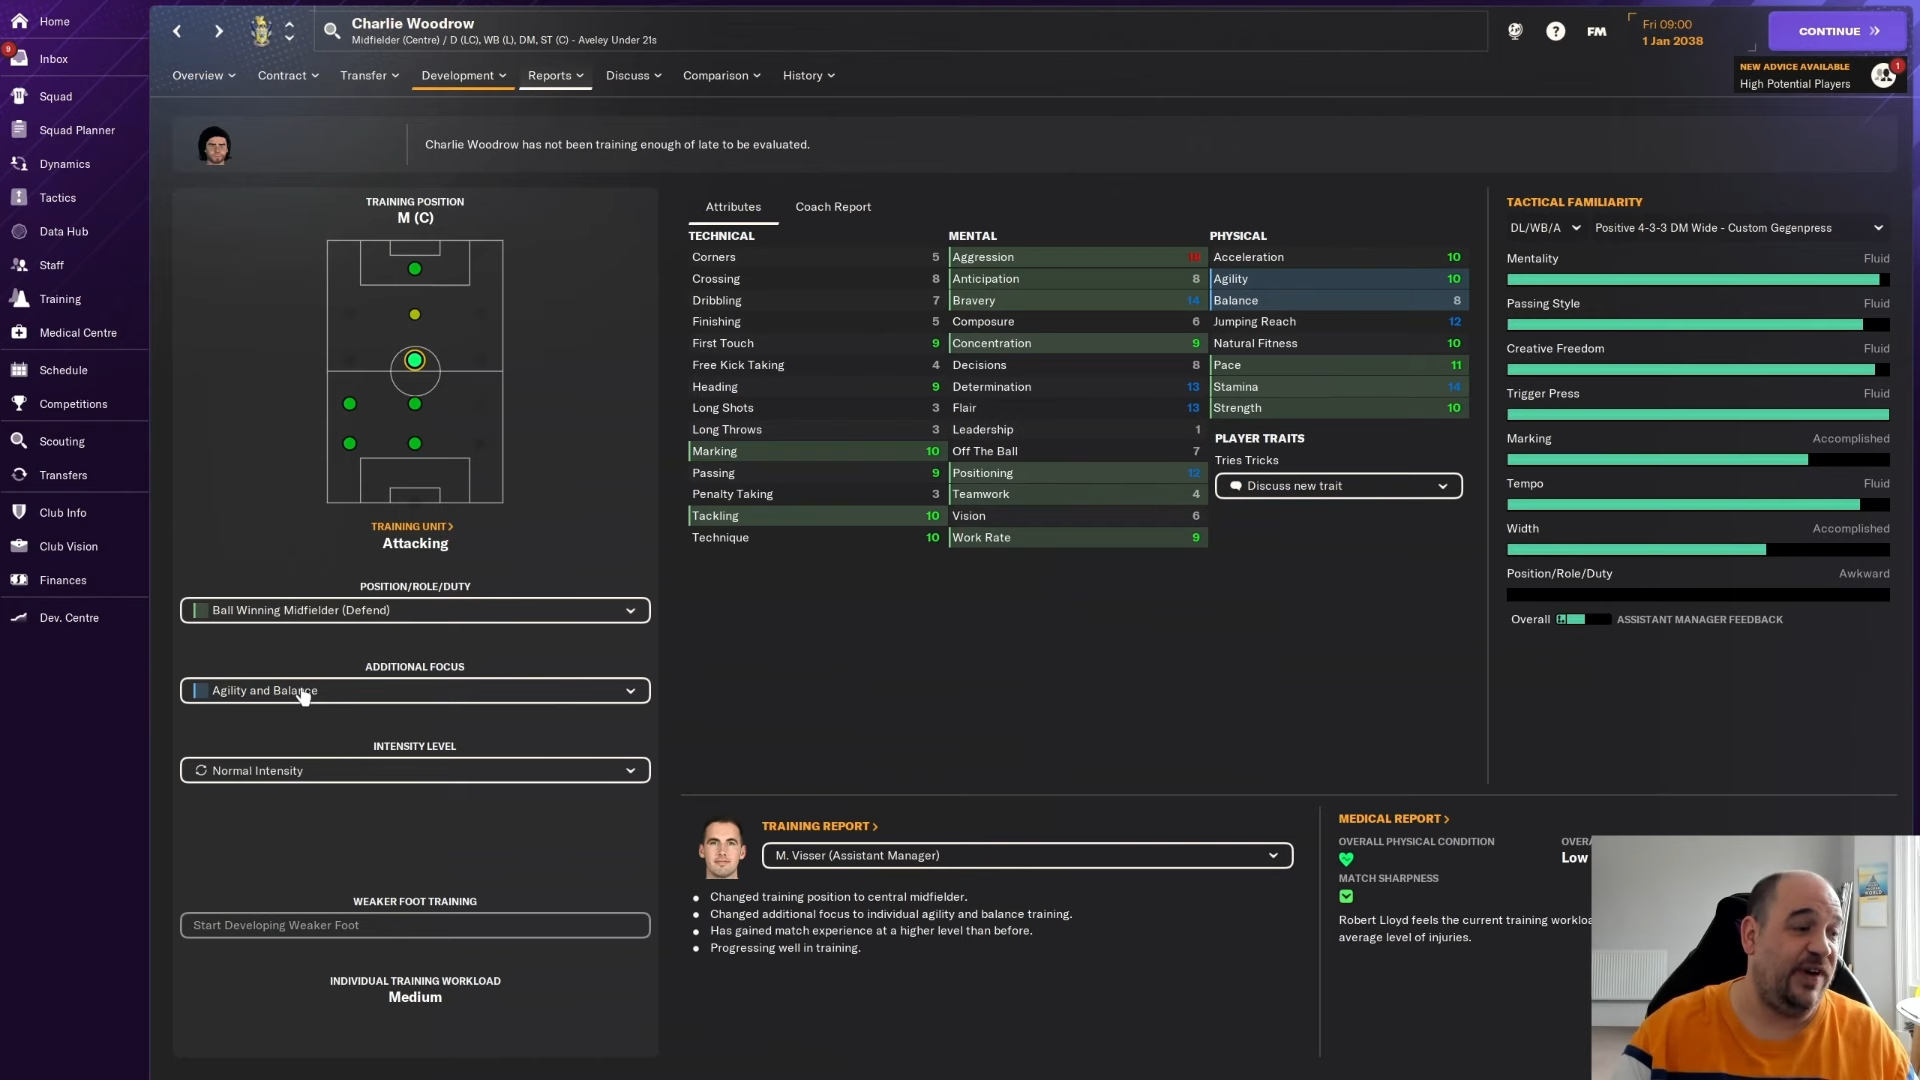 Home
9
Inbox
Squad
Squad Planner
Dynamics
Tactics
Data Hub
Staff
Training
Medical Centre
Schedule
Competitions
Scouting
Transfers
Club Info
Club Vision
Finances
Dev. Centre
Charlie Woodrow
Midfielder (Centre) / D (LC), WB (L), DM, ST (C) - Aveley Under 21s
FM
Fri 09:00
1 Jan 2038
CONTINUE
Overview
Contract
Transfer
Development
Reports
Discuss
Comparison
History
NEW ADVICE AVAILABLE
High Potential Players
1
Charlie Woodrow has not been training enough of late to be evaluated.
TRAINING POSITION
M (C)
TRAINING UNIT >
Attacking
POSITION/ROLE/DUTY
Ball Winning Midfielder (Defend)
ADDITIONAL FOCUS
Agility and Balance
INTENSITY LEVEL
Normal Intensity
WEAKER FOOT TRAINING
Start Developing Weaker Foot
INDIVIDUAL TRAINING WORKLOAD
Medium
Attributes
Coach Report
TECHNICAL
Corners 5
Crossing 8
Dribbling 7
Finishing 5
First Touch 9
Free Kick Taking 4
Heading 9
Long Shots 3
Long Throws 3
Marking 10
Passing 9
Penalty Taking 3
Tackling 10
Technique 10
MENTAL
Aggression
Anticipation 8
Bravery 14
Composure 6
Concentration 9
Decisions 8
Determination 13
Flair 13
Leadership 1
Off The Ball 7
Positioning 12
Teamwork 4
Vision 6
Work Rate 9
PHYSICAL
Acceleration 10
Agility 10
Balance 8
Jumping Reach 12
Natural Fitness 10
Pace 11
Stamina 14
Strength 10
PLAYER TRAITS
Tries Tricks
Discuss new trait
TACTICAL FAMILIARITY
DL/WB/A
Positive 4-3-3 DM Wide - Custom Gegenpress
Mentality Fluid
Passing Style Fluid
Creative Freedom Fluid
Trigger Press Fluid
Marking Accomplished
Tempo Fluid
Width Accomplished
Position/Role/Duty Awkward
Overall
ASSISTANT MANAGER FEEDBACK
TRAINING REPORT >
M. Visser (Assistant Manager)
Changed training position to central midfielder.
Changed additional focus to individual agility and balance training.
Has gained match experience at a higher level than before.
Progressing well in training.
MEDICAL REPORT >
OVERALL PHYSICAL CONDITION
OVERA
Low
MATCH SHARPNESS
Robert Lloyd feels the current training workloa
average level of injuries.